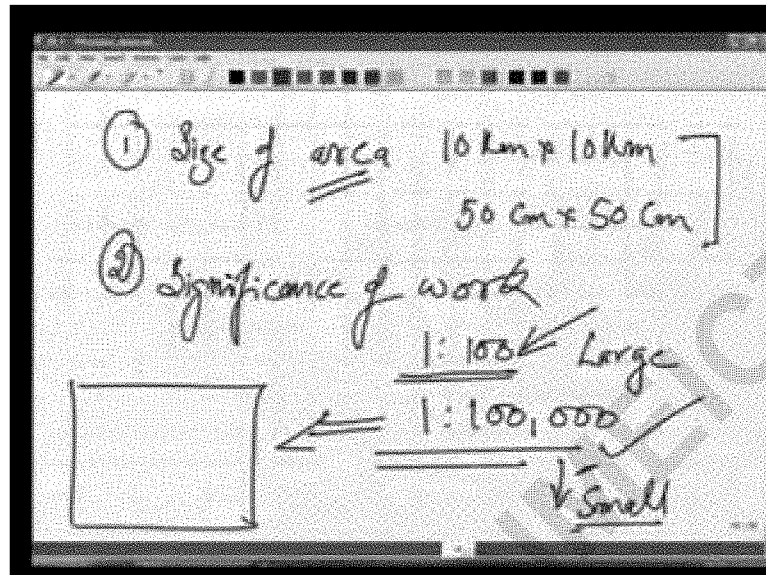 ① Size of area 10 Km × 10 Km
50 Cm × 50 Cm
② Significance of work
1:100 Large
1:100,000
Small